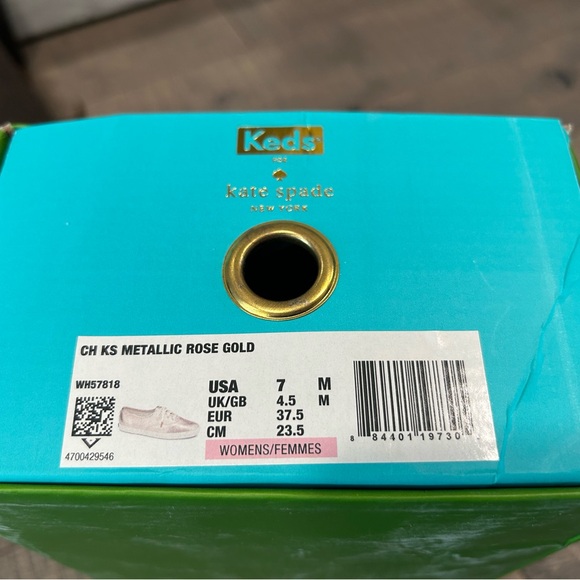 Keds
FOR
kate spade
NEW YORK
CH KS METALLIC ROSE GOLD
WH57818
4700429546
USA 7 M
UK/GB 4.5 M
EUR 37.5
CM 23.5
WOMENS/FEMMES
8 84401 19730